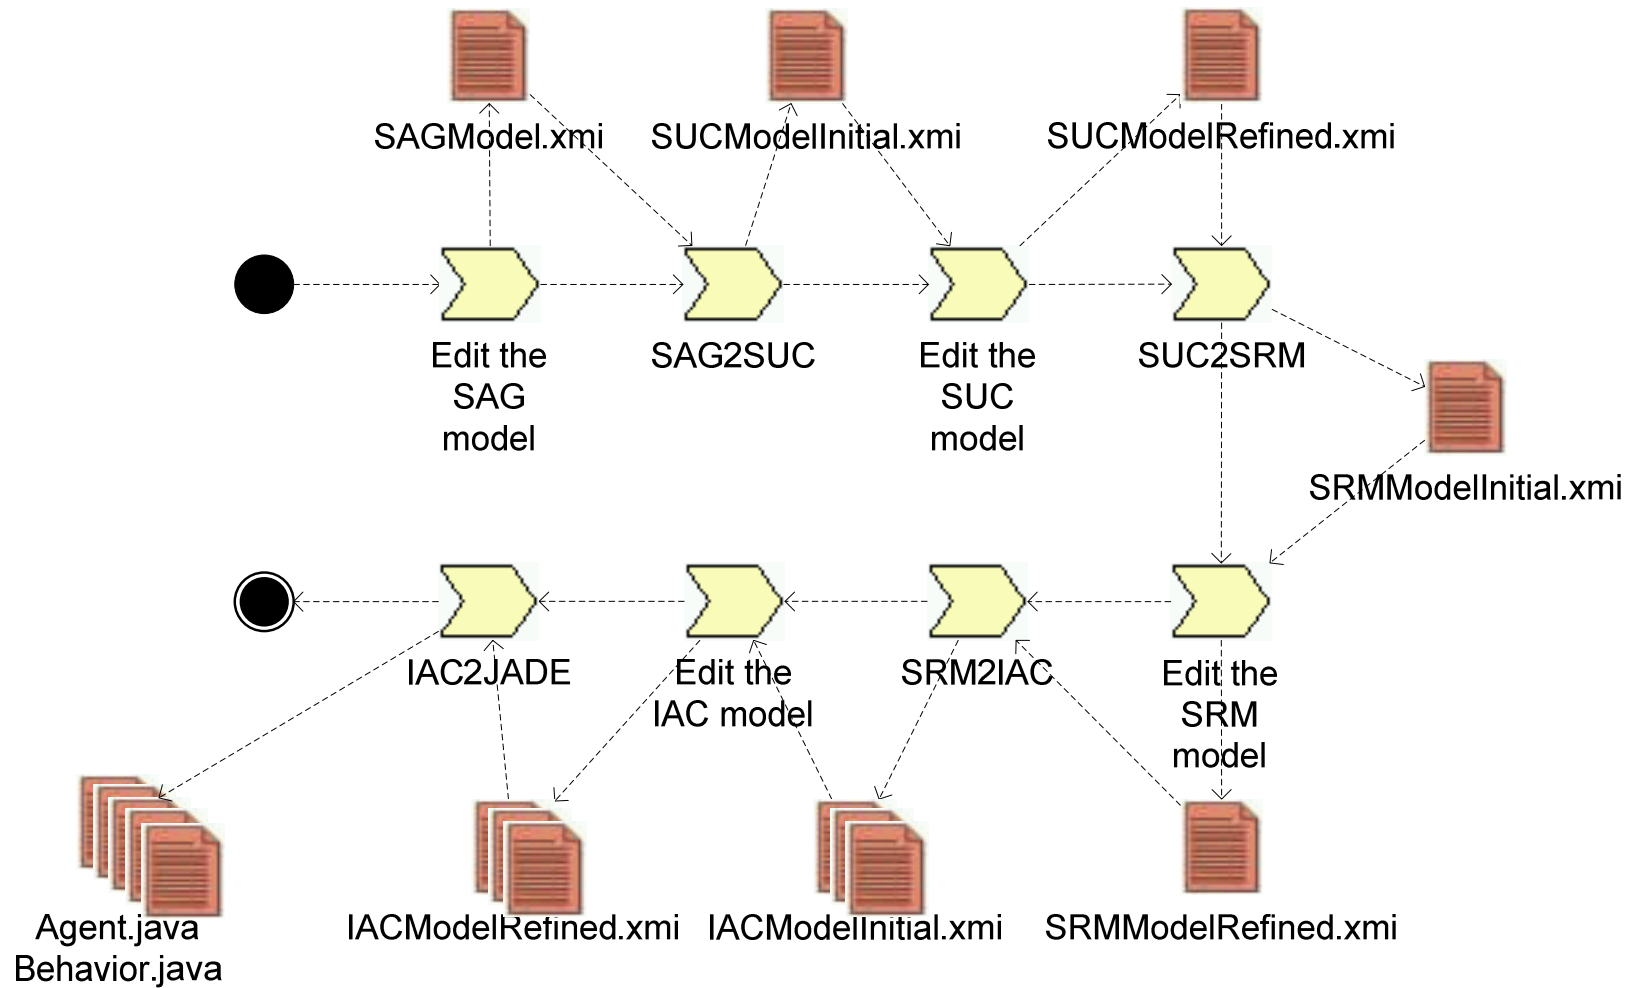 SAGModel.xmi
SUCModelInitial.xmi
SUCModelRefined.xmi
Edit the
SAG
model
SAG2SUC
Edit the
SUC
model
SUC2SRM
SRMModelInitial.xmi
IAC2JADE
Edit the
IAC model
SRM2IAC
Edit the
SRM
model
Agent.java
Behavior.java
IACModelRefined.xmi
IACModelInitial.xmi
SRMModelRefined.xmi